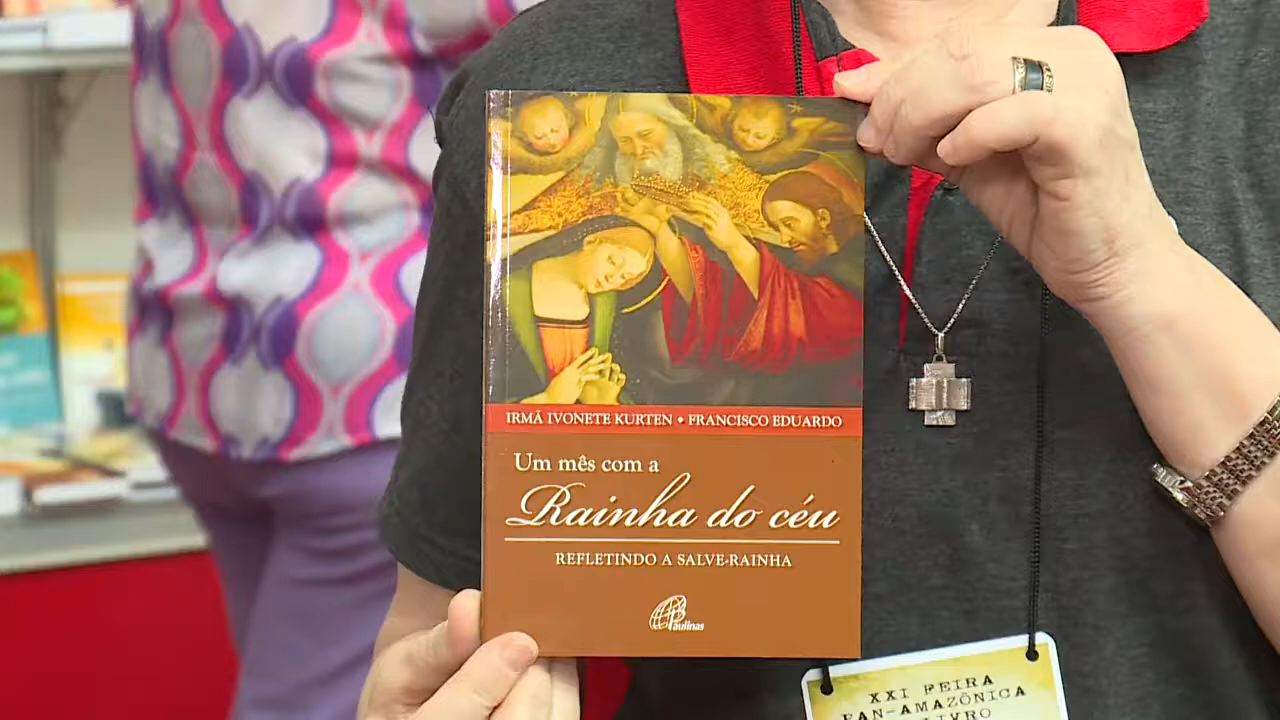 IRMÃ IVONETE KURTEN • FRANCISCO EDUARDO
Um mês com a
Rainha do céu
REFLETINDO A SALVE-RAINHA
Paulinas
XXI FEIRA
PAN-AMAZÔNICA
LIVRO